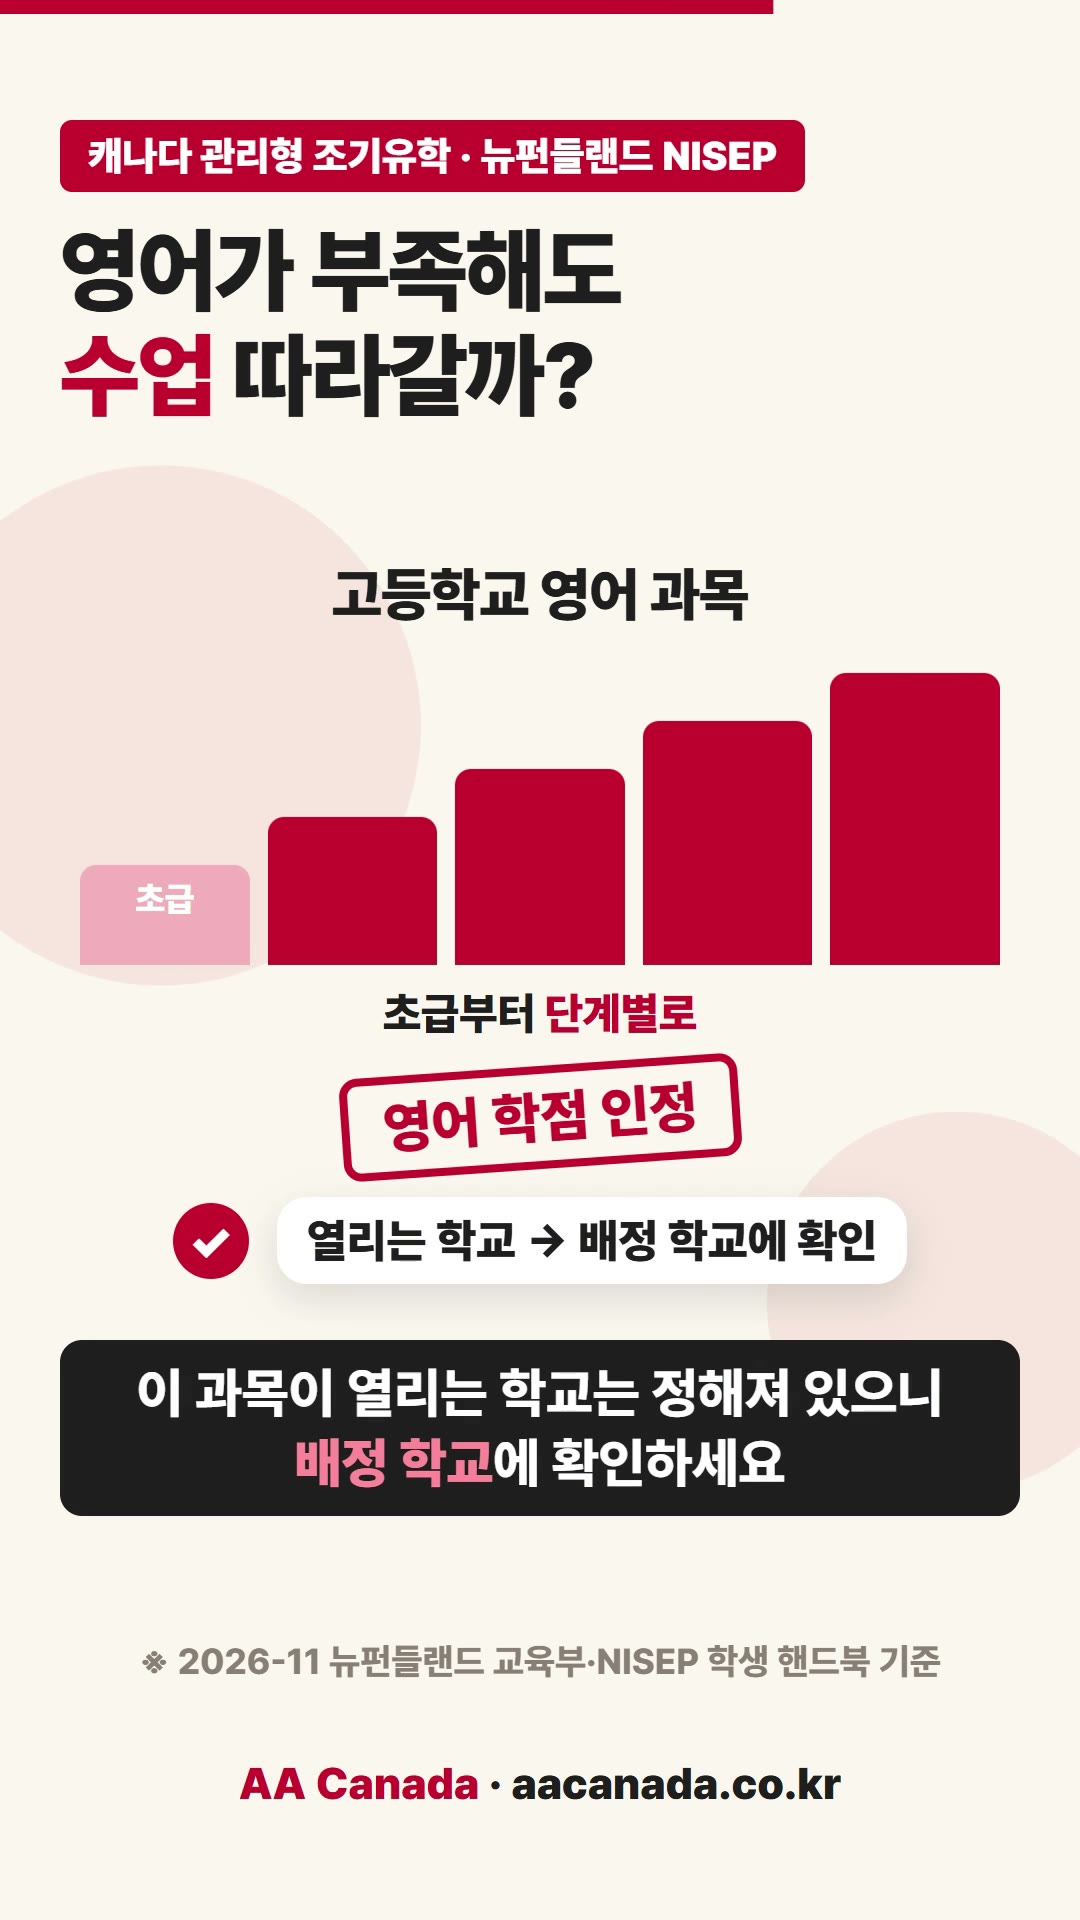 캐나다 관리형 조기유학 · 뉴펀들랜드 NISEP
영어가 부족해도
수업 따라갈까?
고등학교 영어 과목
초급
초급부터 단계별로
영어 학점 인정
열리는 학교 → 배정 학교에 확인
이 과목이 열리는 학교는 정해져 있으니
배정 학교에 확인하세요
※ 2026-11 뉴펀들랜드 교육부·NISEP 학생 핸드북 기준
AA Canada · aacanada.co.kr